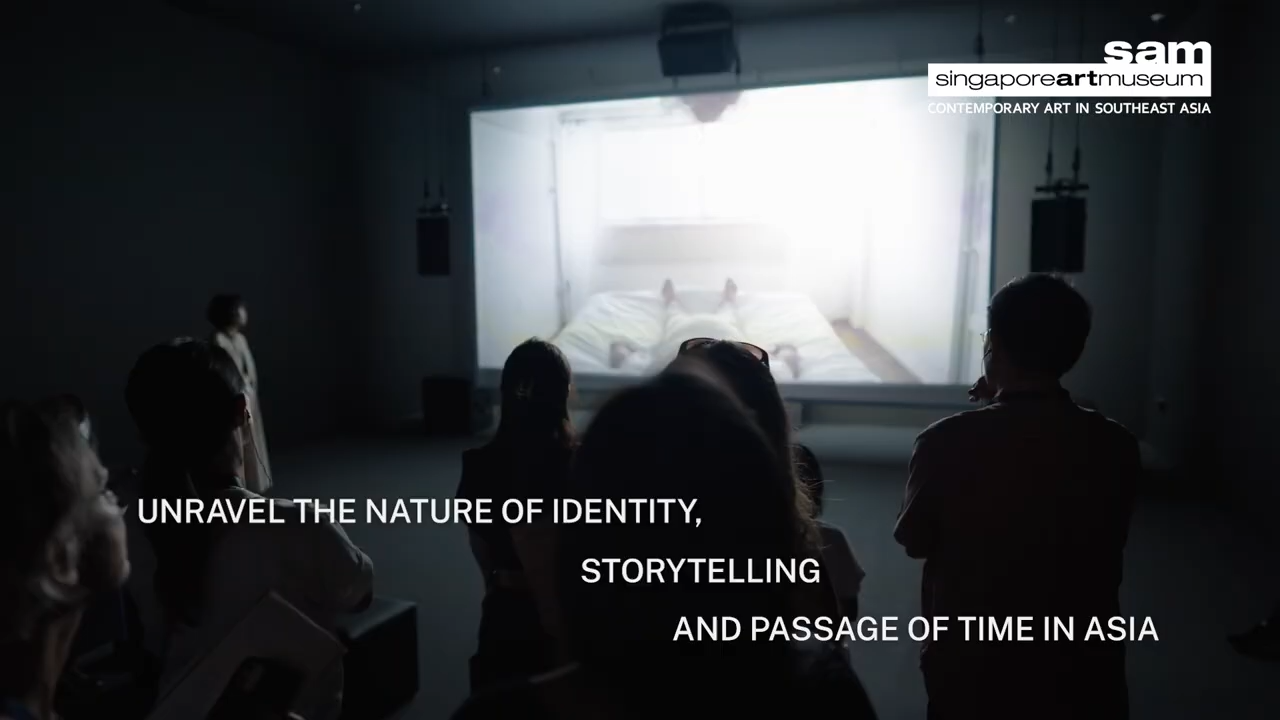 sam
singaporeartmuseum
CONTEMPORARY ART IN SOUTHEAST ASIA
UNRAVEL THE NATURE OF IDENTITY,
STORYTELLING
AND PASSAGE OF TIME IN ASIA